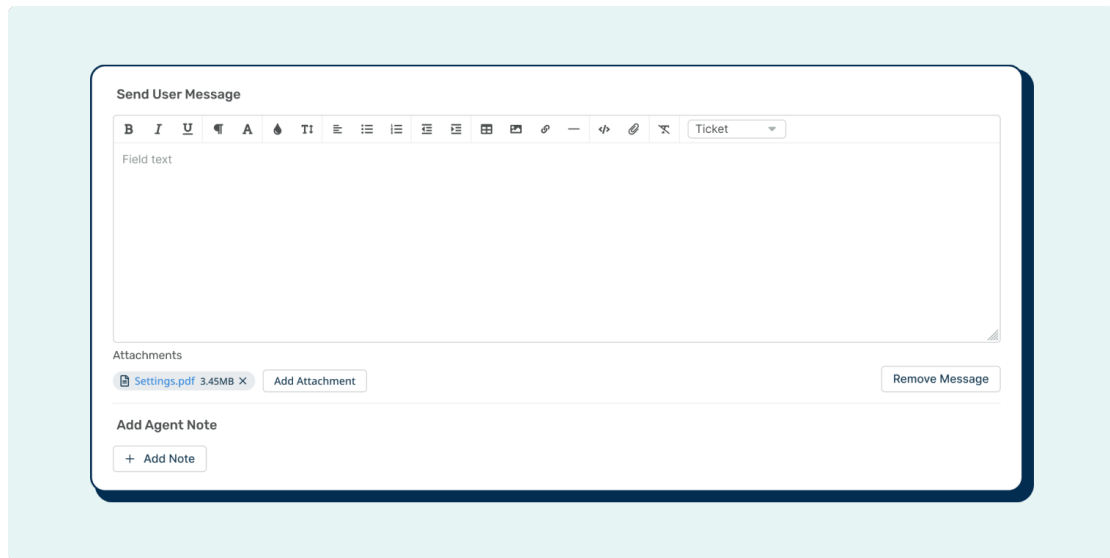 Send User Message
B I U ¶ A T Ticket
Field text
Attachments
Settings.pdf 3.45MB Add Attachment Remove Message
Add Agent Note
+ Add Note